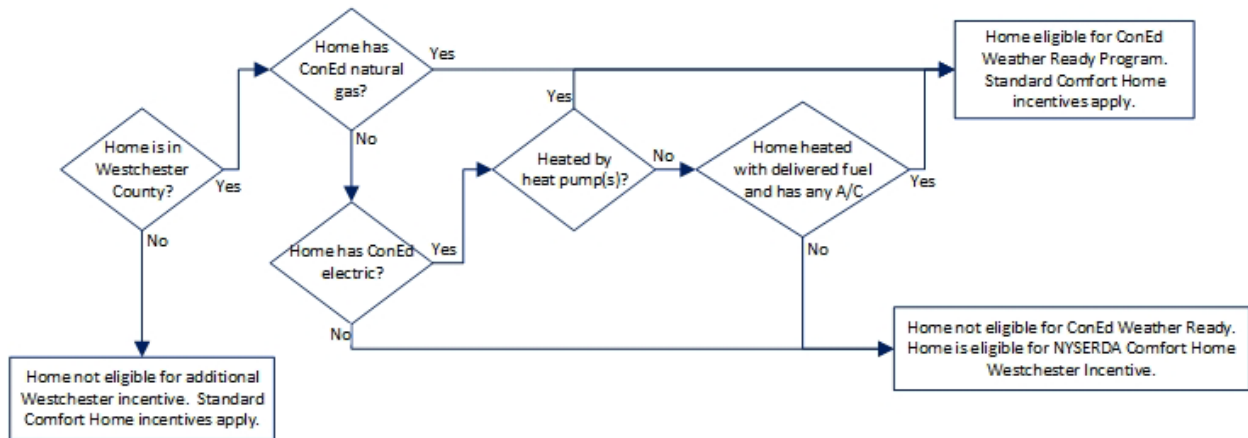 Home has
ConEd natural
gas?
Yes
Home eligible for ConEd
Weather Ready Program.
Standard Comfort Home
incentives apply.
Yes
Home is in
Westchester
County?
Yes
No
No
Heated by
heat pump(s)?
No
Home heated
with delivered fuel
and has any A/C
Yes
Home has ConEd
electric?
Yes
No
No
Home not eligible for additional
Westchester incentive.  Standard
Comfort Home incentives apply.
Home not eligible for ConEd Weather Ready.
Home is eligible for NYSERDA Comfort Home
Westchester Incentive.